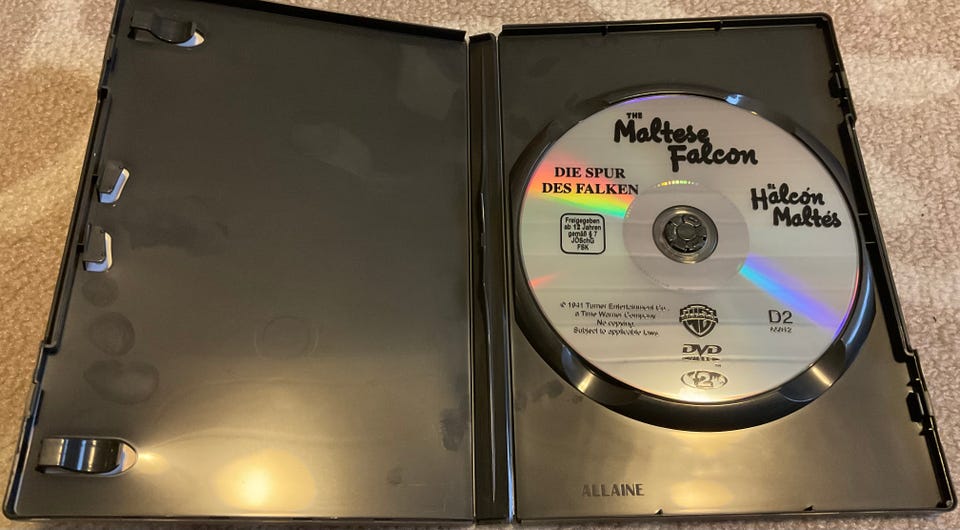 THE
Maltese
Falcon
DIE SPUR
DES FALKEN
EL
Halcón
Maltés
Freigegeben
ab 12 Jahren
gemäß § 7
JÖSchG
FSK
© 1941 Turner Entertainment Co.,
a Time Warner Company
No copying.
Subject to applicable laws.
D2
65012
DVD
2
ALLAINE